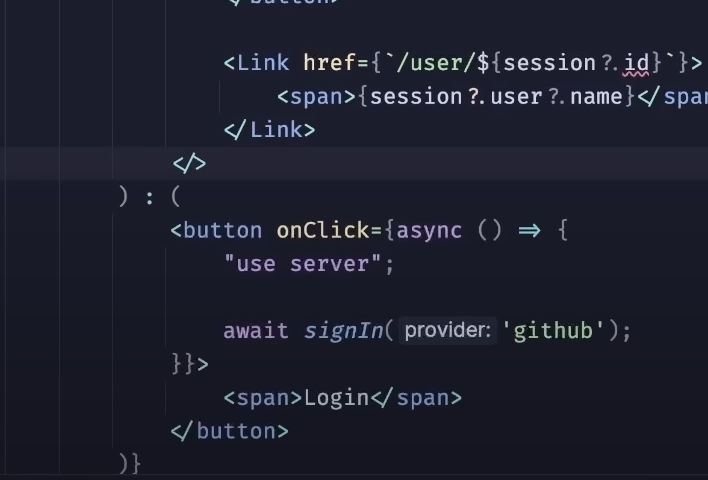 </button>
<Link href={`/user/${session?.id}`}>
<span>{session?.user?.name}</spa
</Link>
</>
) : (
<button onClick={async () => {
"use server";
await signIn( provider: 'github');
}}>
<span>Login</span>
</button>
)}